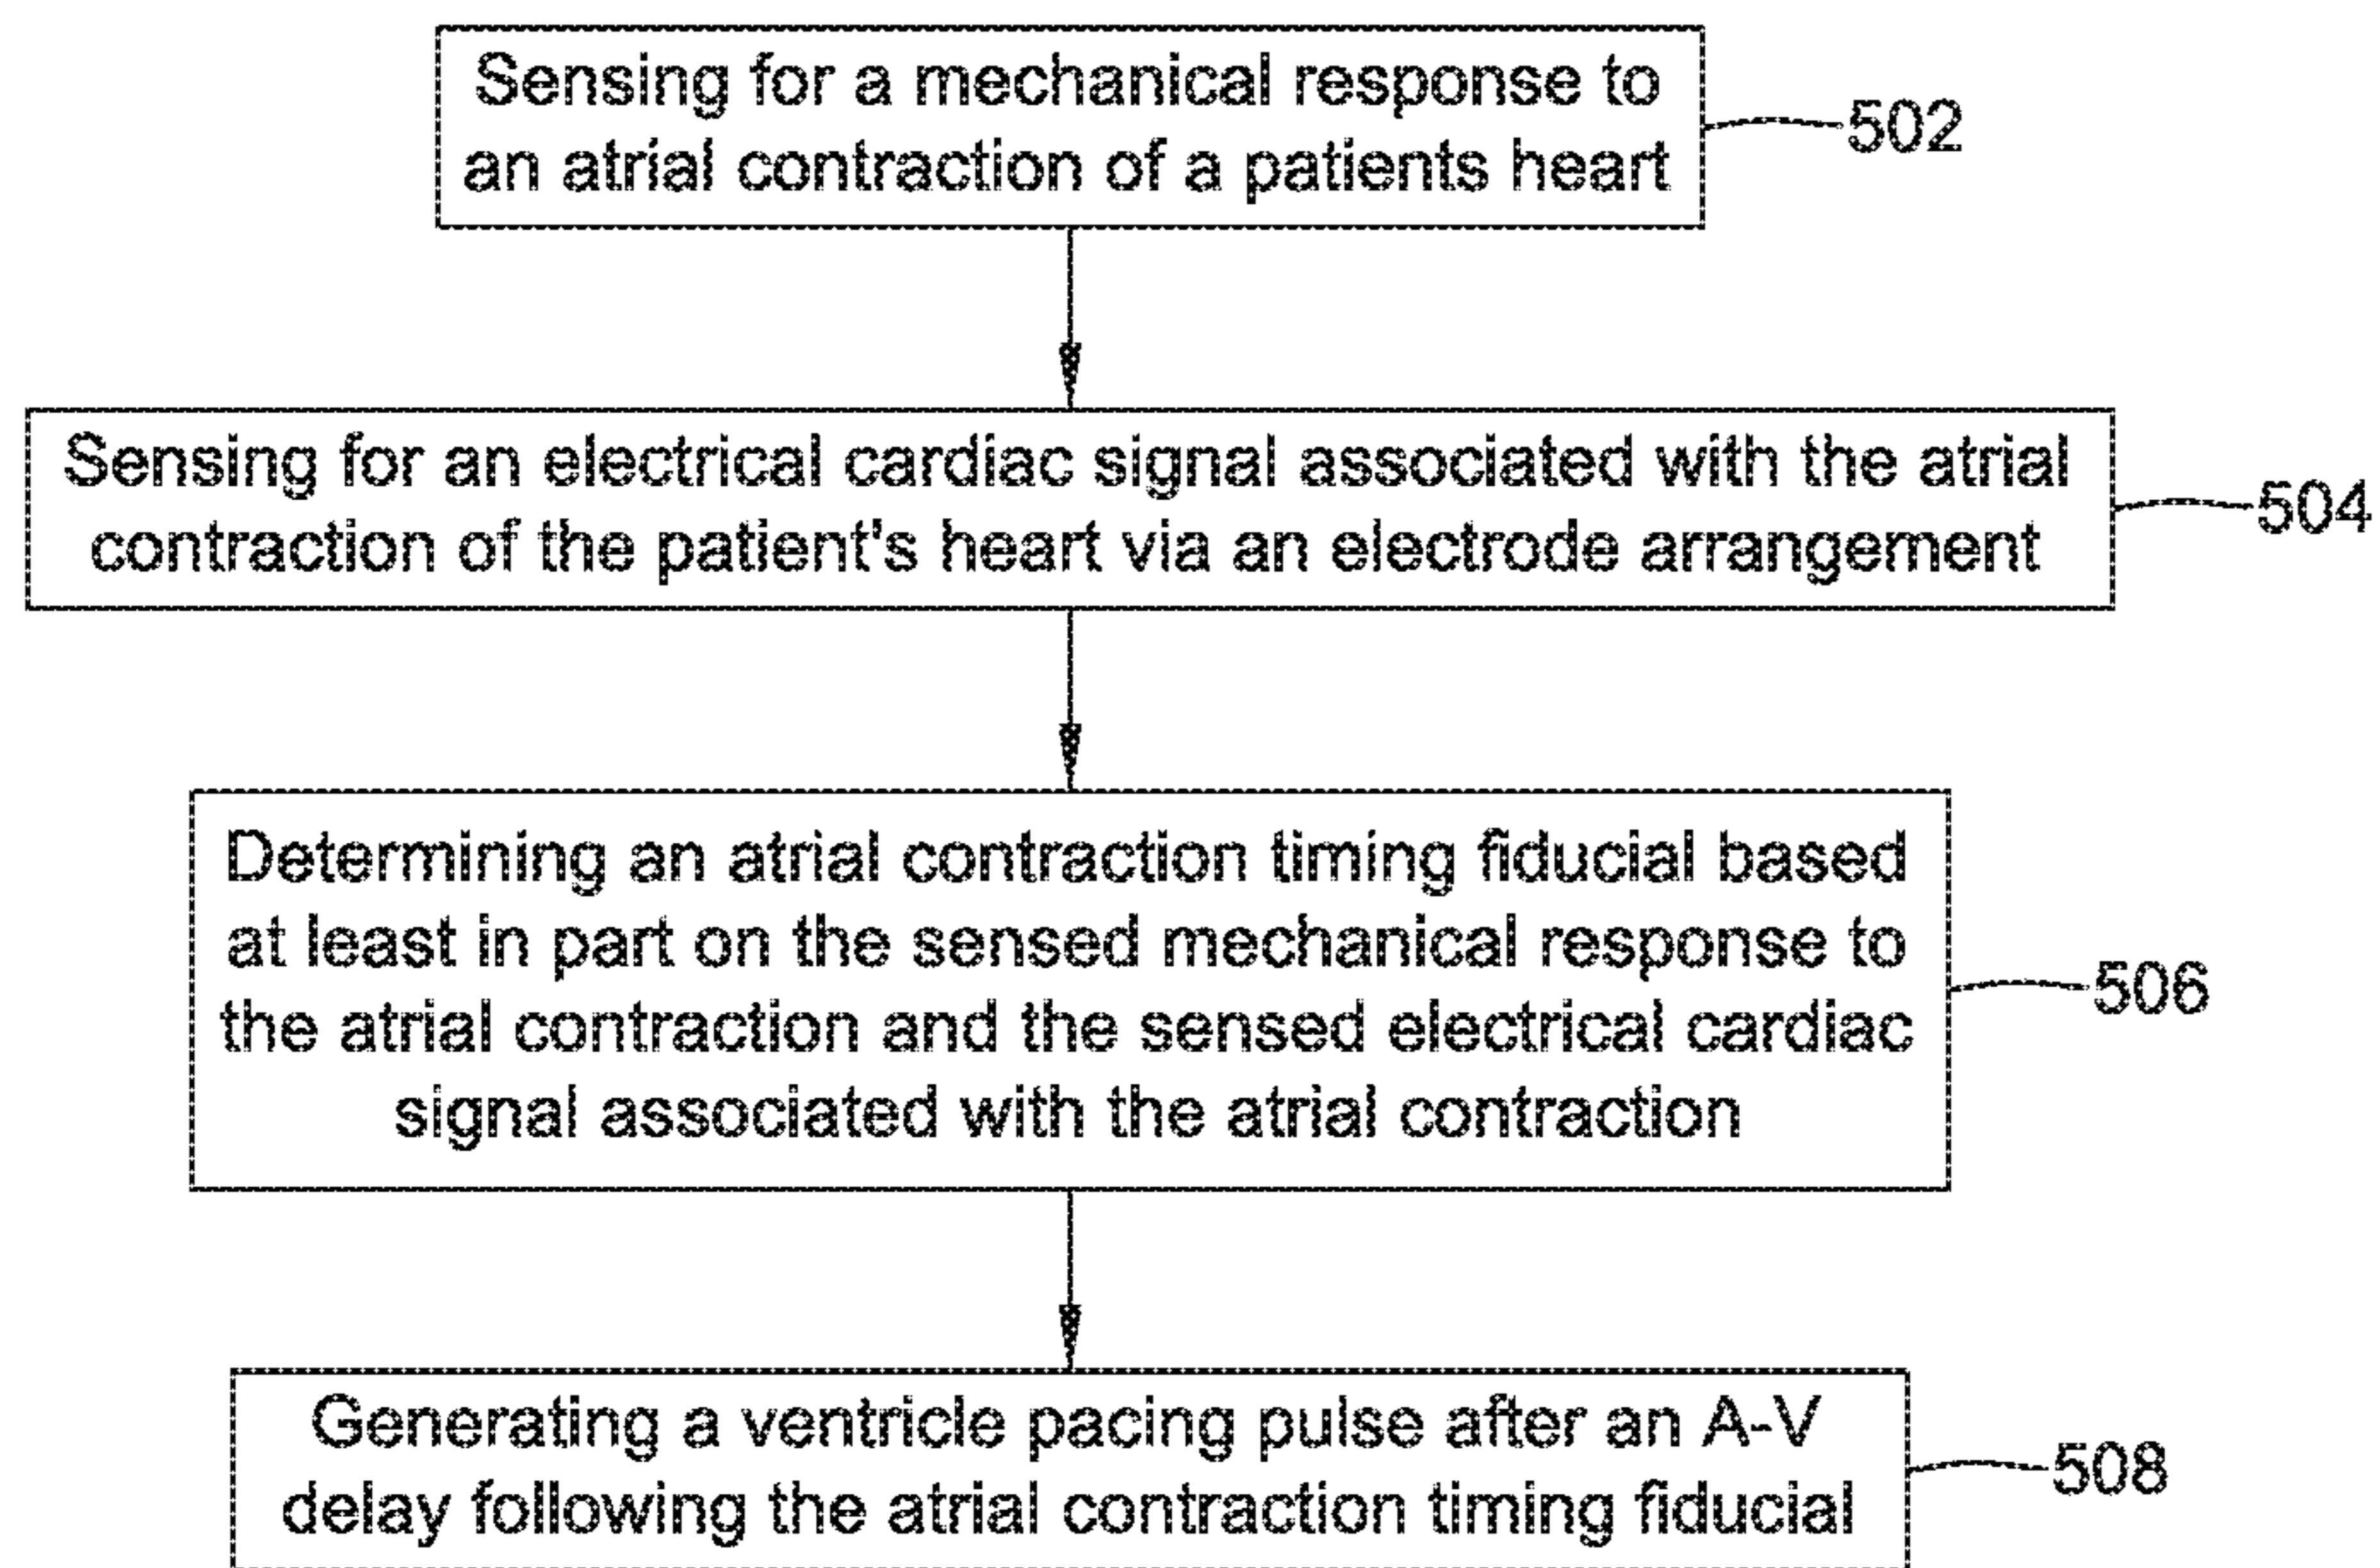 Sensing for a mechanical response to
an atrial contraction of a patients heart
502
Sensing for an electrical cardiac signal associated with the atrial
contraction of the patient's heart via an electrode arrangement
504
Determining an atrial contraction timing fiducial based
at least in part on the sensed mechanical response to
the atrial contraction and the sensed electrical cardiac
signal associated with the atrial contraction
506
Generating a ventricle pacing pulse after an A-V
delay following the atrial contraction timing fiducial
508